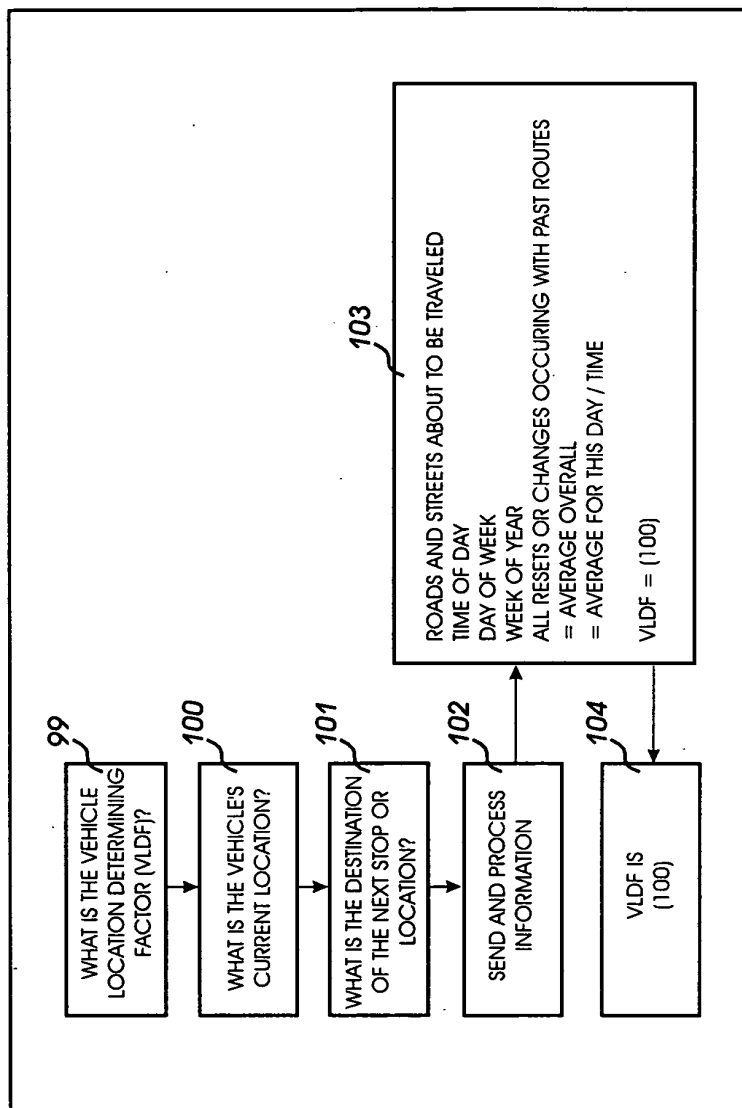 99
WHAT IS THE VEHICLE
LOCATION DETERMINING
FACTOR (VLDF)?
100
WHAT IS THE VEHICLE'S
CURRENT LOCATION?
101
WHAT IS THE DESTINATION
OF THE NEXT STOP OR
LOCATION?
102
SEND AND PROCESS
INFORMATION
103
ROADS AND STREETS ABOUT TO BE TRAVELED
TIME OF DAY
DAY OF WEEK
WEEK OF YEAR
ALL RESETS OR CHANGES OCCURING WITH PAST ROUTES
= AVERAGE OVERALL
= AVERAGE FOR THIS DAY / TIME
VLDF = (100)
104
VLDF IS
(100)